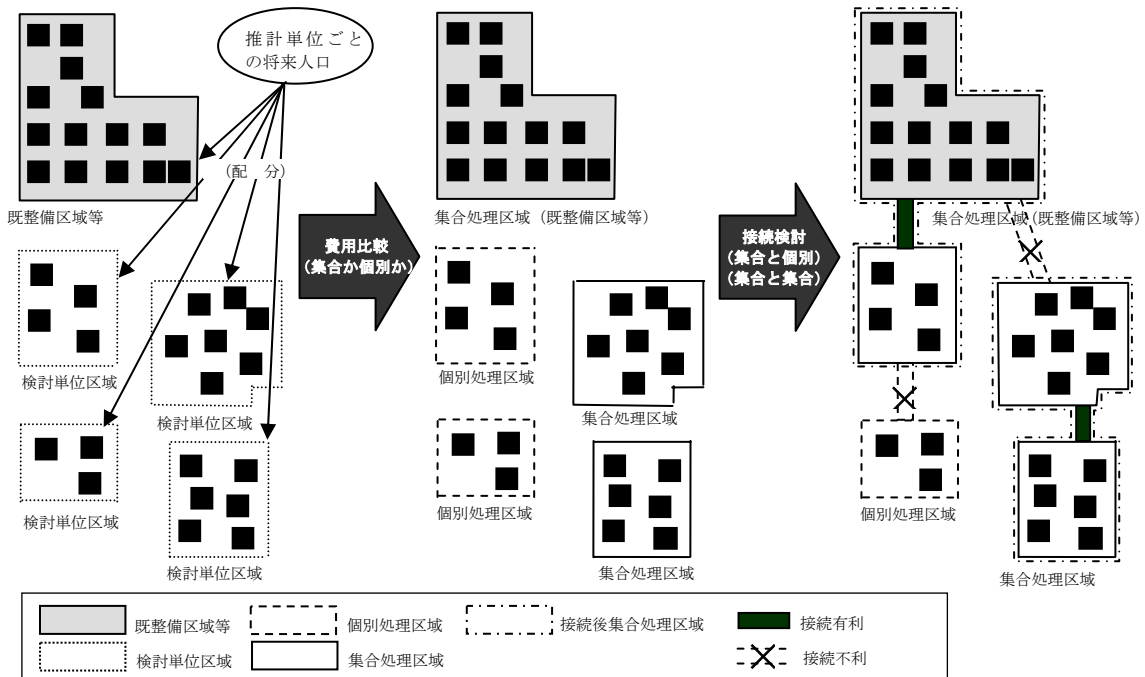 推計単位ごと
の将来人口
(配 分)
既整備区域等
検討単位区域
検討単位区域
検討単位区域
検討単位区域
費用比較
(集合か個別か)
集合処理区域（既整備区域等）
個別処理区域
集合処理区域
個別処理区域
集合処理区域
接続検討
(集合と個別)
(集合と集合)
集合処理区域（既整備区域等）
個別処理区域
集合処理区域
既整備区域等
個別処理区域
接続後集合処理区域
接続有利
検討単位区域
集合処理区域
接続不利